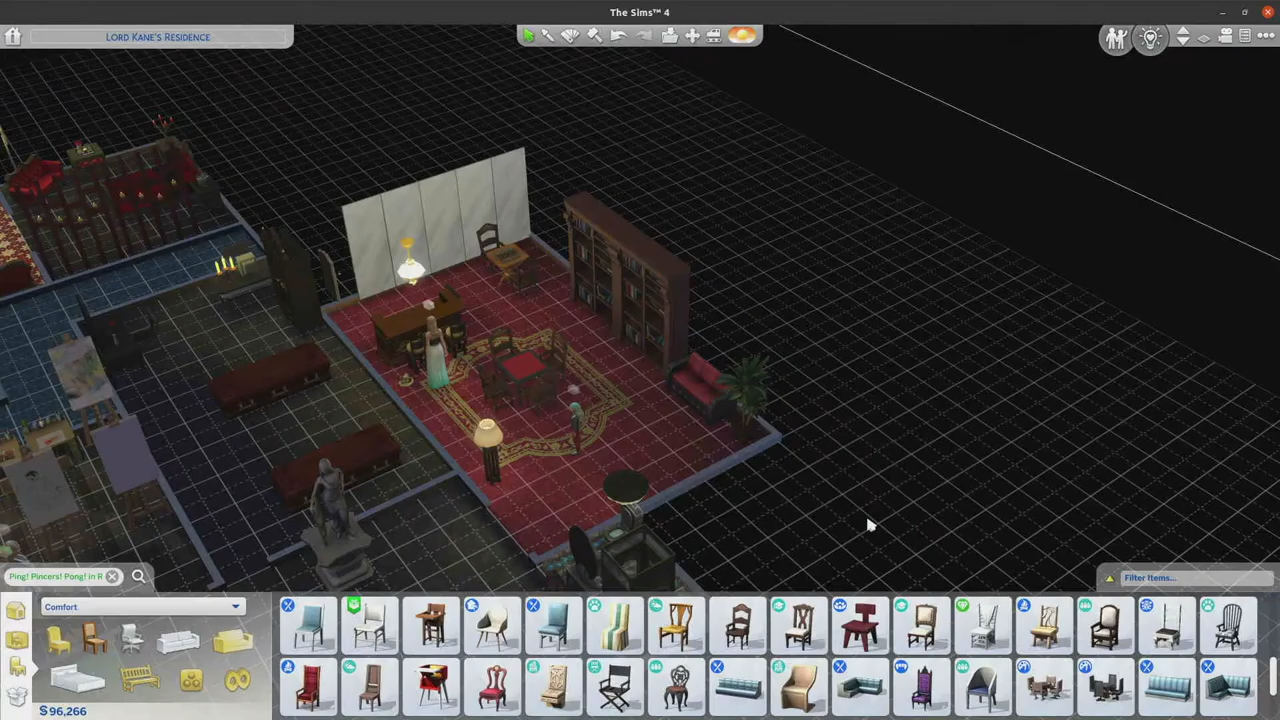 The Sims™ 4
LORD KANE'S RESIDENCE
Ping! Pincers! Pong! in R
Filter Items...
Comfort
$96,266